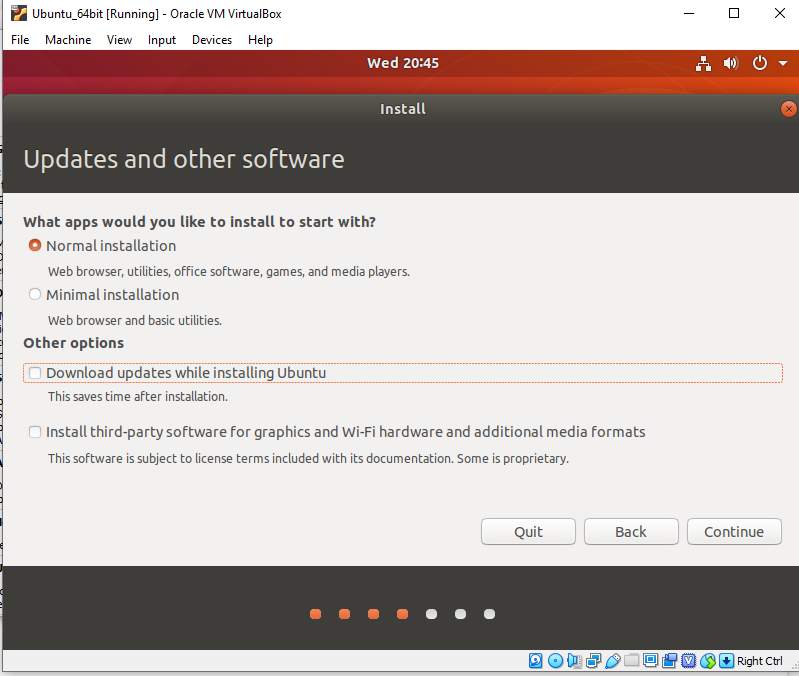 Ubuntu_64bit [Running] - Oracle VM VirtualBox
File Machine View Input Devices Help
Wed 20:45
Install
Updates and other software
What apps would you like to install to start with?
Normal installation
Web browser, utilities, office software, games, and media players.
Minimal installation
Web browser and basic utilities.
Other options
Download updates while installing Ubuntu
This saves time after installation.
Install third-party software for graphics and Wi-Fi hardware and additional media formats
This software is subject to license terms included with its documentation. Some is proprietary.
Quit Back Continue
Right Ctrl